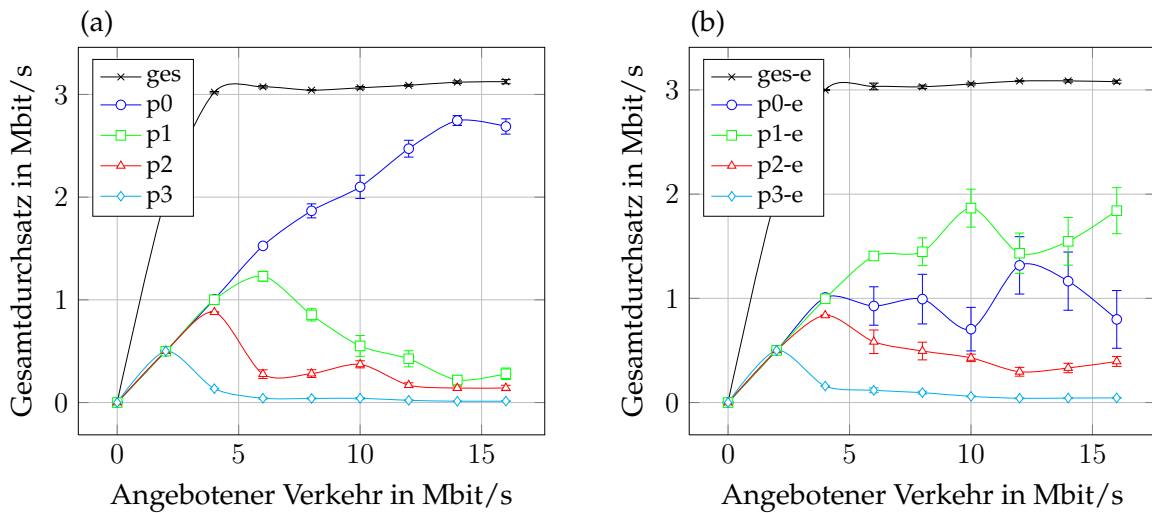 (a)
Gesamtdurchsatz in Mbit/s
3
2
1
0
ges
p0
p1
p2
p3
0 5 10 15
Angebotener Verkehr in Mbit/s
(b)
Gesamtdurchsatz in Mbit/s
3
2
1
0
ges-e
p0-e
p1-e
p2-e
p3-e
0 5 10 15
Angebotener Verkehr in Mbit/s